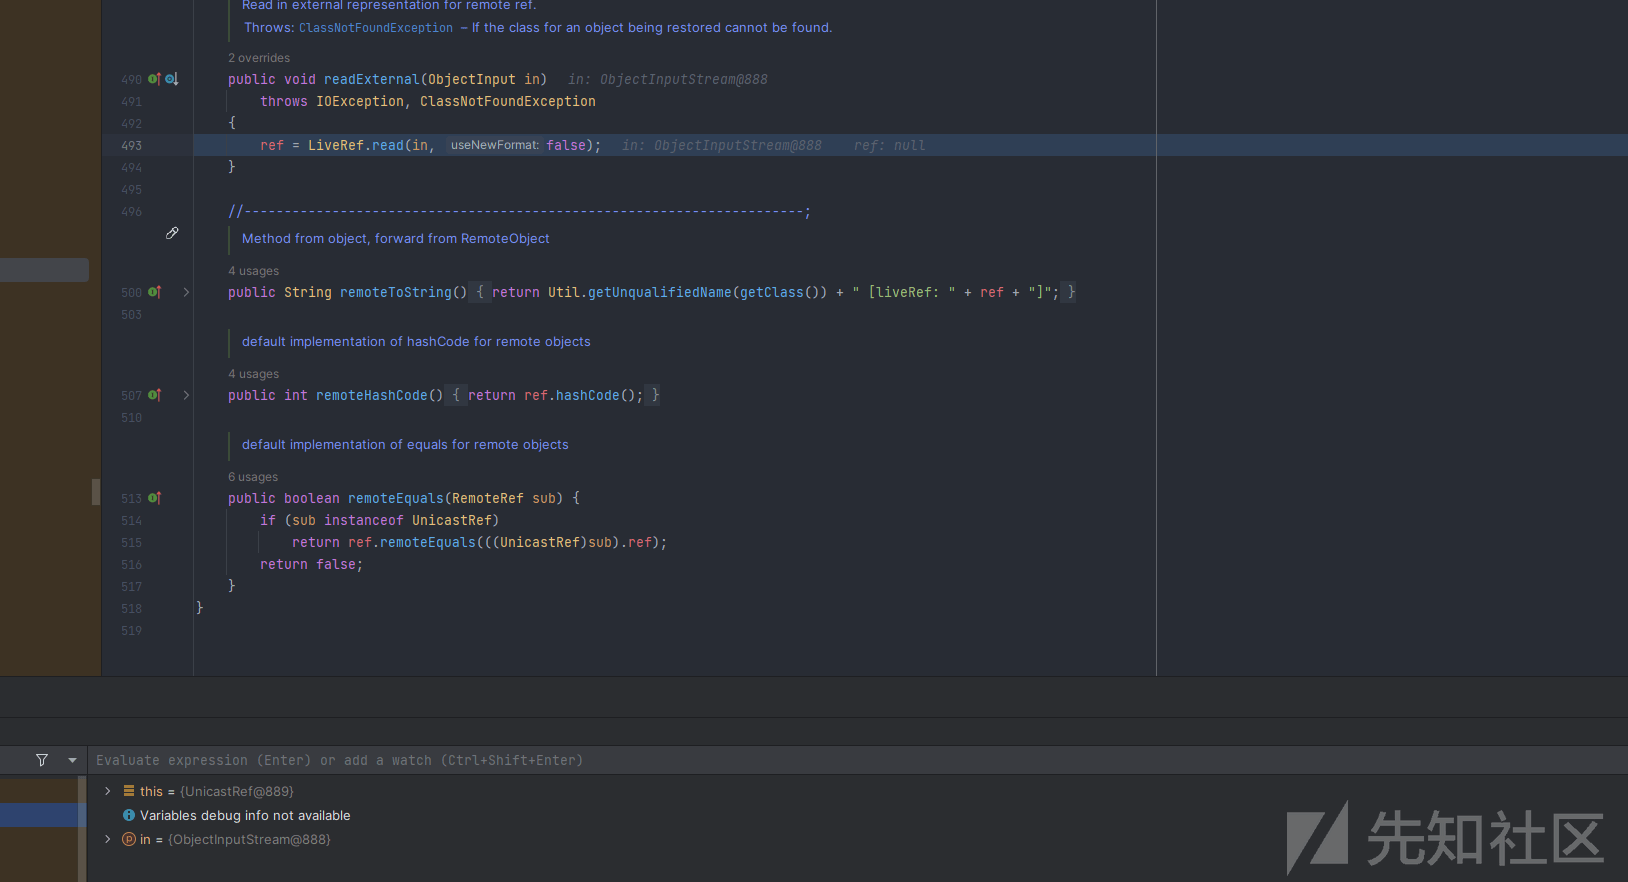 Read in external representation for remote ref.
Throws: ClassNotFoundException – If the class for an object being restored cannot be found.
2 overrides
490 public void readExternal(ObjectInput in) in: ObjectInputStream@888
491 throws IOException, ClassNotFoundException
492 {
493 ref = LiveRef.read(in, useNewFormat: false); in: ObjectInputStream@888 ref: null
494 }
495
496 //----------------------------------------------------------------------;
Method from object, forward from RemoteObject
4 usages
500 public String remoteToString() { return Util.getUnqualifiedName(getClass()) + " [liveRef: " + ref + "]"; }
503
default implementation of hashCode for remote objects
4 usages
507 public int remoteHashCode() { return ref.hashCode(); }
510
default implementation of equals for remote objects
6 usages
513 public boolean remoteEquals(RemoteRef sub) {
514 if (sub instanceof UnicastRef)
515 return ref.remoteEquals(((UnicastRef)sub).ref);
516 return false;
517 }
518 }
519
Evaluate expression (Enter) or add a watch (Ctrl+Shift+Enter)
this = {UnicastRef@889}
Variables debug info not available
in = {ObjectInputStream@888}
先知社区